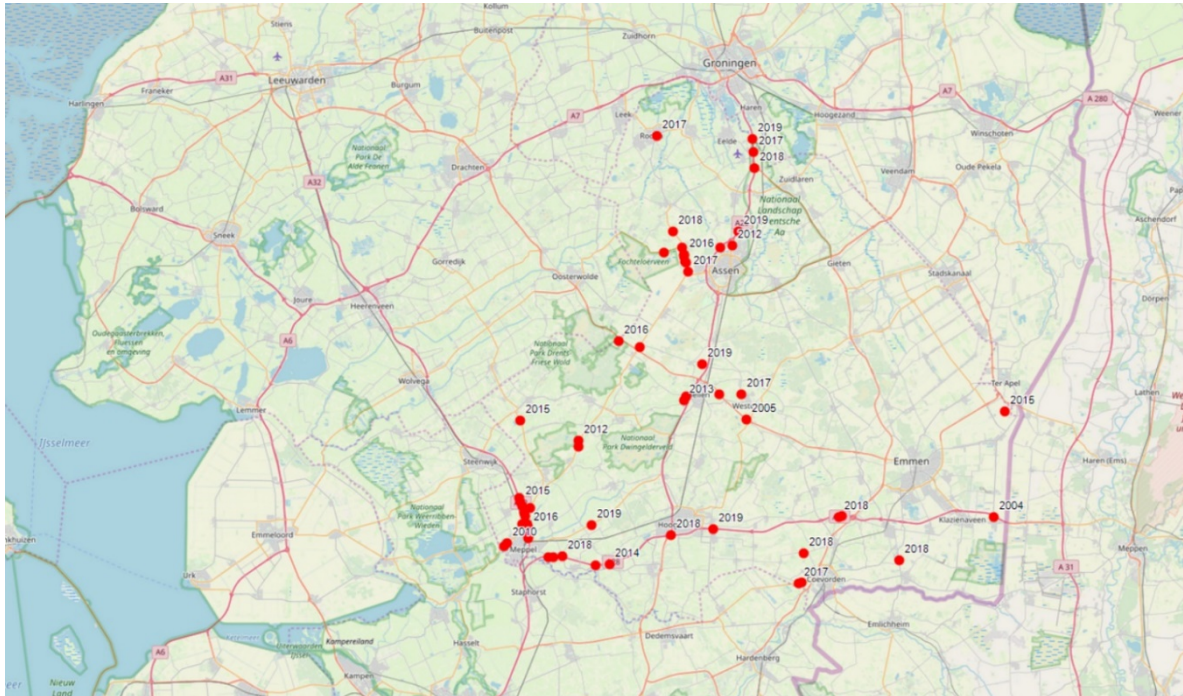 Kollum
Stiens
Buitenpost
Zuidhorn
Groningen
Leeuwarden
A31
Franeker
Harlingen
Burgum
A7
Leek
Haren
Hoogezand
A7
A 280
Weener
Winschoten
2017
2019
2017
Eelde
2018
Nationaal
Park De
Alde Feanen
Drachten
A32
Zuidlaren
Veendam
Oude Pekela
Bolsward
Sneek
Nationaal
Landschap
Drentsche
Aa
Aschendorf
2018
2019
2012
2016
2017
Fochteloërveen
Assen
Gorredijk
Oosterwolde
Gieten
Stadskanaal
Dörpen
Joure
Heerenveen
A6
Oudegaasterbrekken,
Fluessen
en omgeving
2016
Nationaal
Park Drents
Friese Wold
2019
Wolvega
2013
2017
2005
Ter Apel
Lathen
2015
Lemmer
2015
2012
Nationaal
Park Dwingelderveld
IJsselmeer
Steenwijk
Emmen
Haren (Ems)
2015
2016
2010
Nationaal
Park Weerribben
Wieden
2019
2018
2019
2018
2004
Klazienaveen
Emmeloord
Meppel
2018
2014
2018
2018
Meppen
A 31
Urk
2017
Coevorden
Staphorst
Emlichheim
Dedemsvaart
Hasselt
Kampereiland
Hardenberg
A6
Kampen
Nieuw
Land